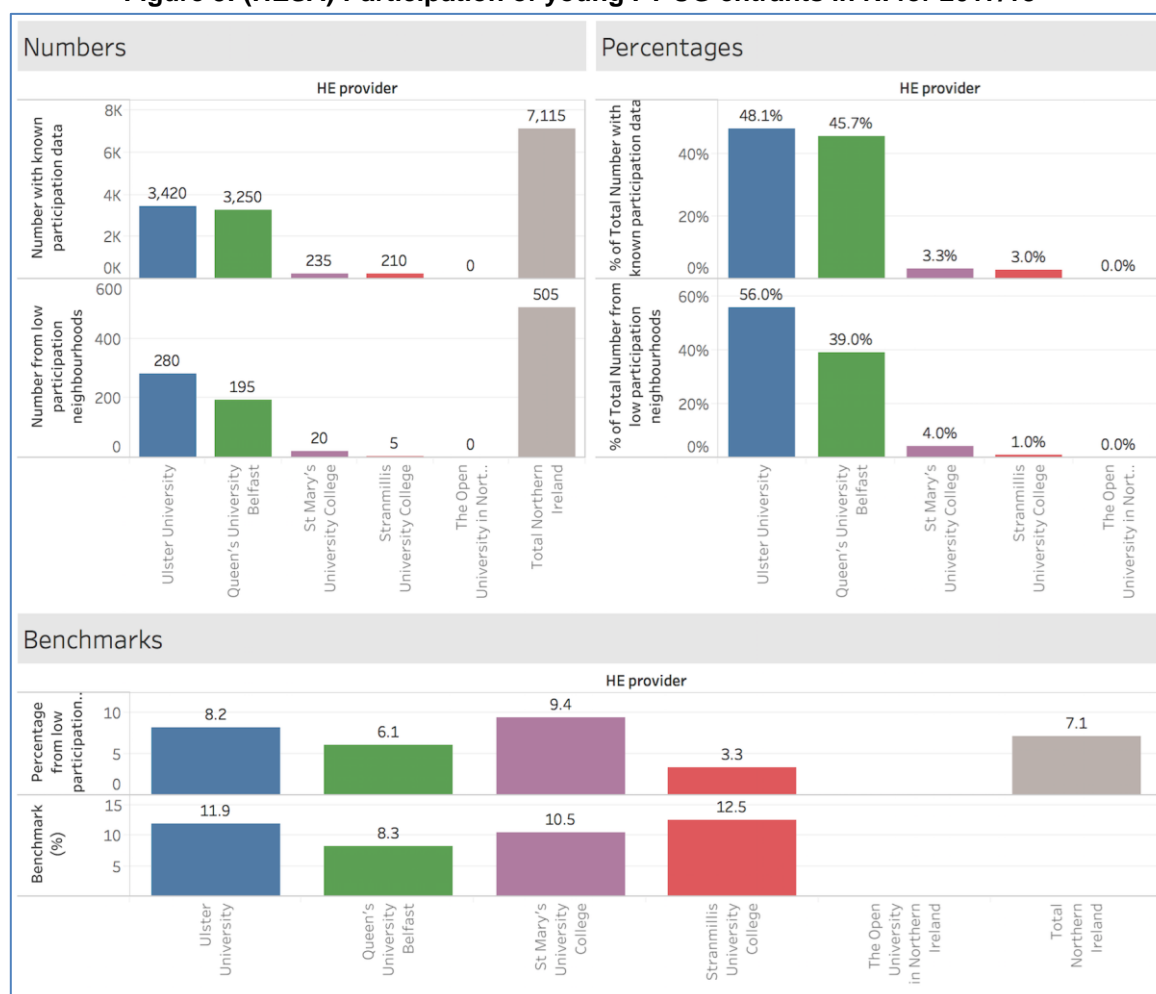 Numbers
HE provider
Number with known
participation data
8K
6K
4K
2K
0K
3,420
3,250
235
210
0
7,115
Number from low
participation
neighbourhoods
600
400
200
0
280
195
20
5
0
505
Ulster University
Queen's University
Belfast
St Mary's
University College
Stranmillis
University College
The Open
University in Nort..
Total Northern
Ireland
Percentages
HE provider
% of Total Number with
known participation data
40%
20%
0%
48.1%
45.7%
3.3%
3.0%
0.0%
% of Total Number from
low participation
neighbourhoods
60%
40%
20%
0%
56.0%
39.0%
4.0%
1.0%
0.0%
Ulster University
Queen's University
Belfast
St Mary's
University College
Stranmillis
University College
The Open
University in Nort..
Benchmarks
HE provider
Percentage
from low
participation..
10
5
0
8.2
6.1
9.4
3.3
7.1
Benchmark
(%)
15
10
5
11.9
8.3
10.5
12.5
Ulster
University
Queen's
University
Belfast
St Mary's
University
College
Stranmillis
University
College
The Open
University
in Northern
Ireland
Total
Northern
Ireland